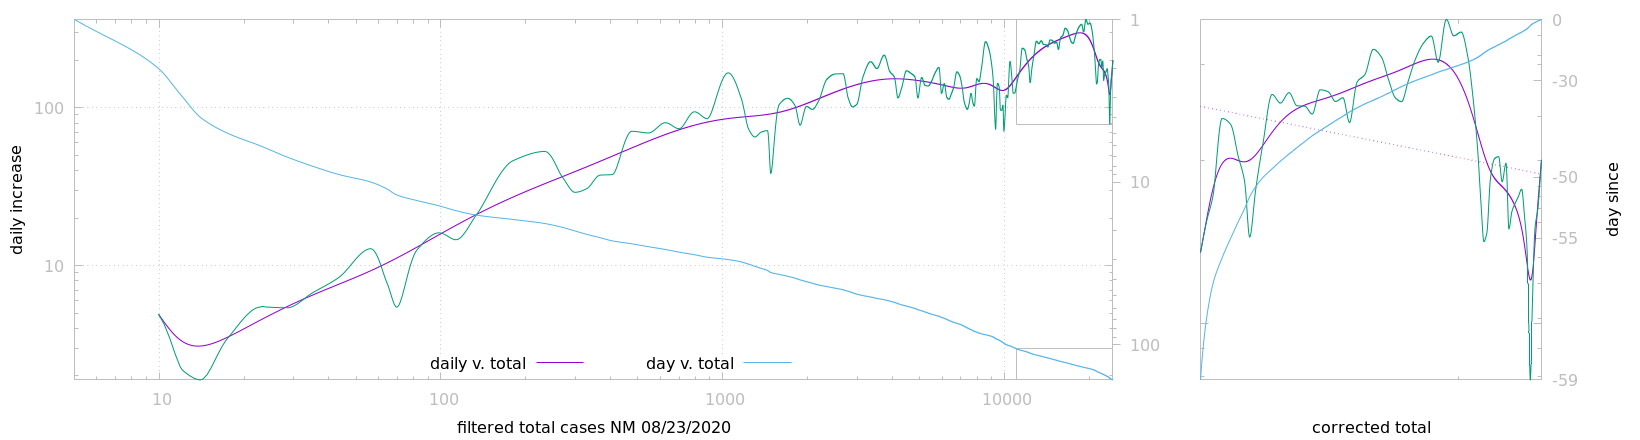 daily increase
100
10
daily v. total
day v. total
10
100
1000
10000
filtered total cases NM 08/23/2020
1
10
100
0
-30
-50
-55
-59
day since
corrected total